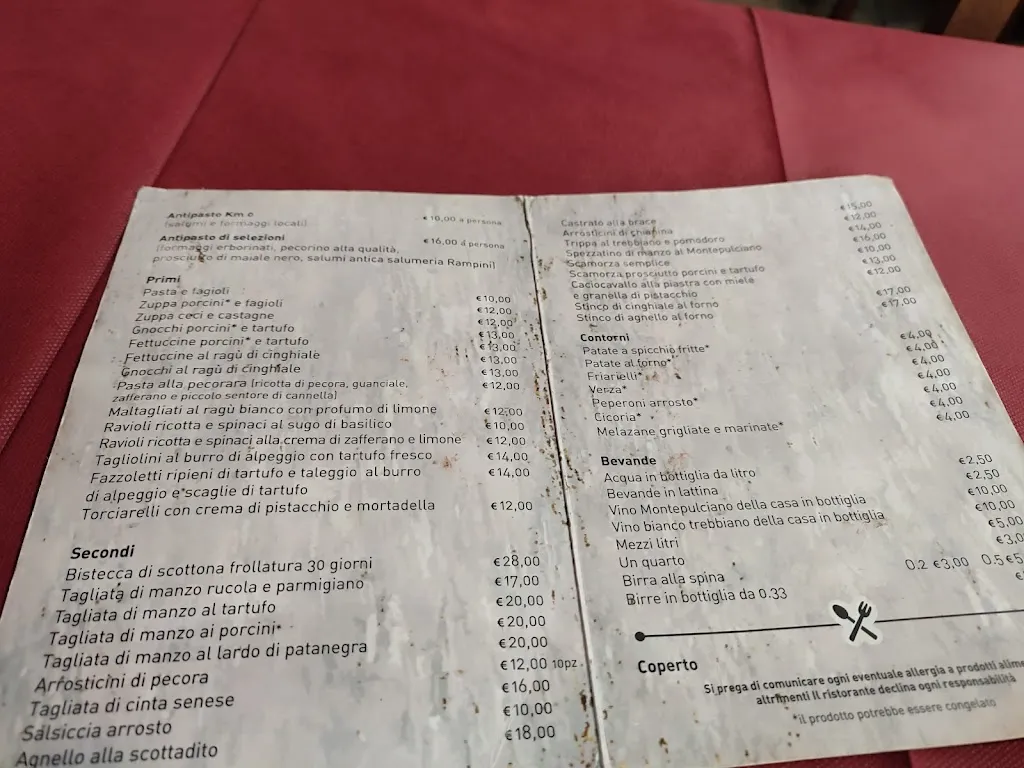 Antipasto Km 0 €10,00 a persona
(salumi e formaggi locali)
Antipasto di selezioni €16,00 a persona
(formaggi erborinati, pecorino alta qualità,
prosciutto di maiale nero, salumi antica salumeria Rampini)
Primi
Pasta e fagioli €10,00
Zuppa porcini* e fagioli €12,00
Zuppa ceci e castagne €12,00
Gnocchi porcini* e tartufo €13,00
Fettuccine porcini* e tartufo €13,00
Fettuccine al ragù di cinghiale €13,00
Gnocchi al ragù di cinghiale €13,00
Pasta alla pecorara (ricotta di pecora, guanciale, €12,00
zafferano e piccolo sentore di cannella)
Maltagliati al ragù bianco con profumo di limone €12,00
Ravioli ricotta e spinaci al sugo di basilico €10,00
Ravioli ricotta e spinaci alla crema di zafferano e limone €12,00
Tagliolini al burro di alpeggio con tartufo fresco €14,00
Fazzoletti ripieni di tartufo e taleggio al burro €14,00
di alpeggio e scaglie di tartufo
Torciarelli con crema di pistacchio e mortadella €12,00
Secondi
Bistecca di scottona frollatura 30 giorni €28,00
Tagliata di manzo rucola e parmigiano €17,00
Tagliata di manzo al tartufo €20,00
Tagliata di manzo ai porcini* €20,00
Tagliata di manzo al lardo di patanegra €20,00
Arrosticini di pecora €12,00 10pz
Tagliata di cinta senese €16,00
Salsiccia arrosto €10,00
Agnello alla scottadito €18,00
Castrato alla brace €15,00
Arrosticini di chianina €12,00
Trippa al trebbiano e pomodoro €14,00
Spezzatino di manzo al Montepulciano €16,00
Scamorza semplice €10,00
Scamorza prosciutto porcini e tartufo €13,00
Caciocavallo alla piastra con miele €12,00
e granella di pistacchio
Stinco di cinghiale al forno €17,00
Stinco di agnello al forno €17,00
Contorni
Patate a spicchio fritte* €4,00
Patate al forno* €4,00
Friarielli* €4,00
Verza* €4,00
Peperoni arrosto* €4,00
Cicoria* €4,00
Melazane grigliate e marinate* €4,00
Bevande
Acqua in bottiglia da litro €2,50
Bevande in lattina €2,50
Vino Montepulciano della casa in bottiglia €10,00
Vino bianco trebbiano della casa in bottiglia €10,00
Mezzi litri €5,00
Un quarto €3,0
Birra alla spina 0.2 €3,00 0.5 €5
Birre in bottiglia da 0.33 €
Coperto
Si prega di comunicare ogni eventuale allergia a prodotti alime
altrimenti Il ristorante declina ogni responsabilità
*il prodotto potrebbe essere congelato